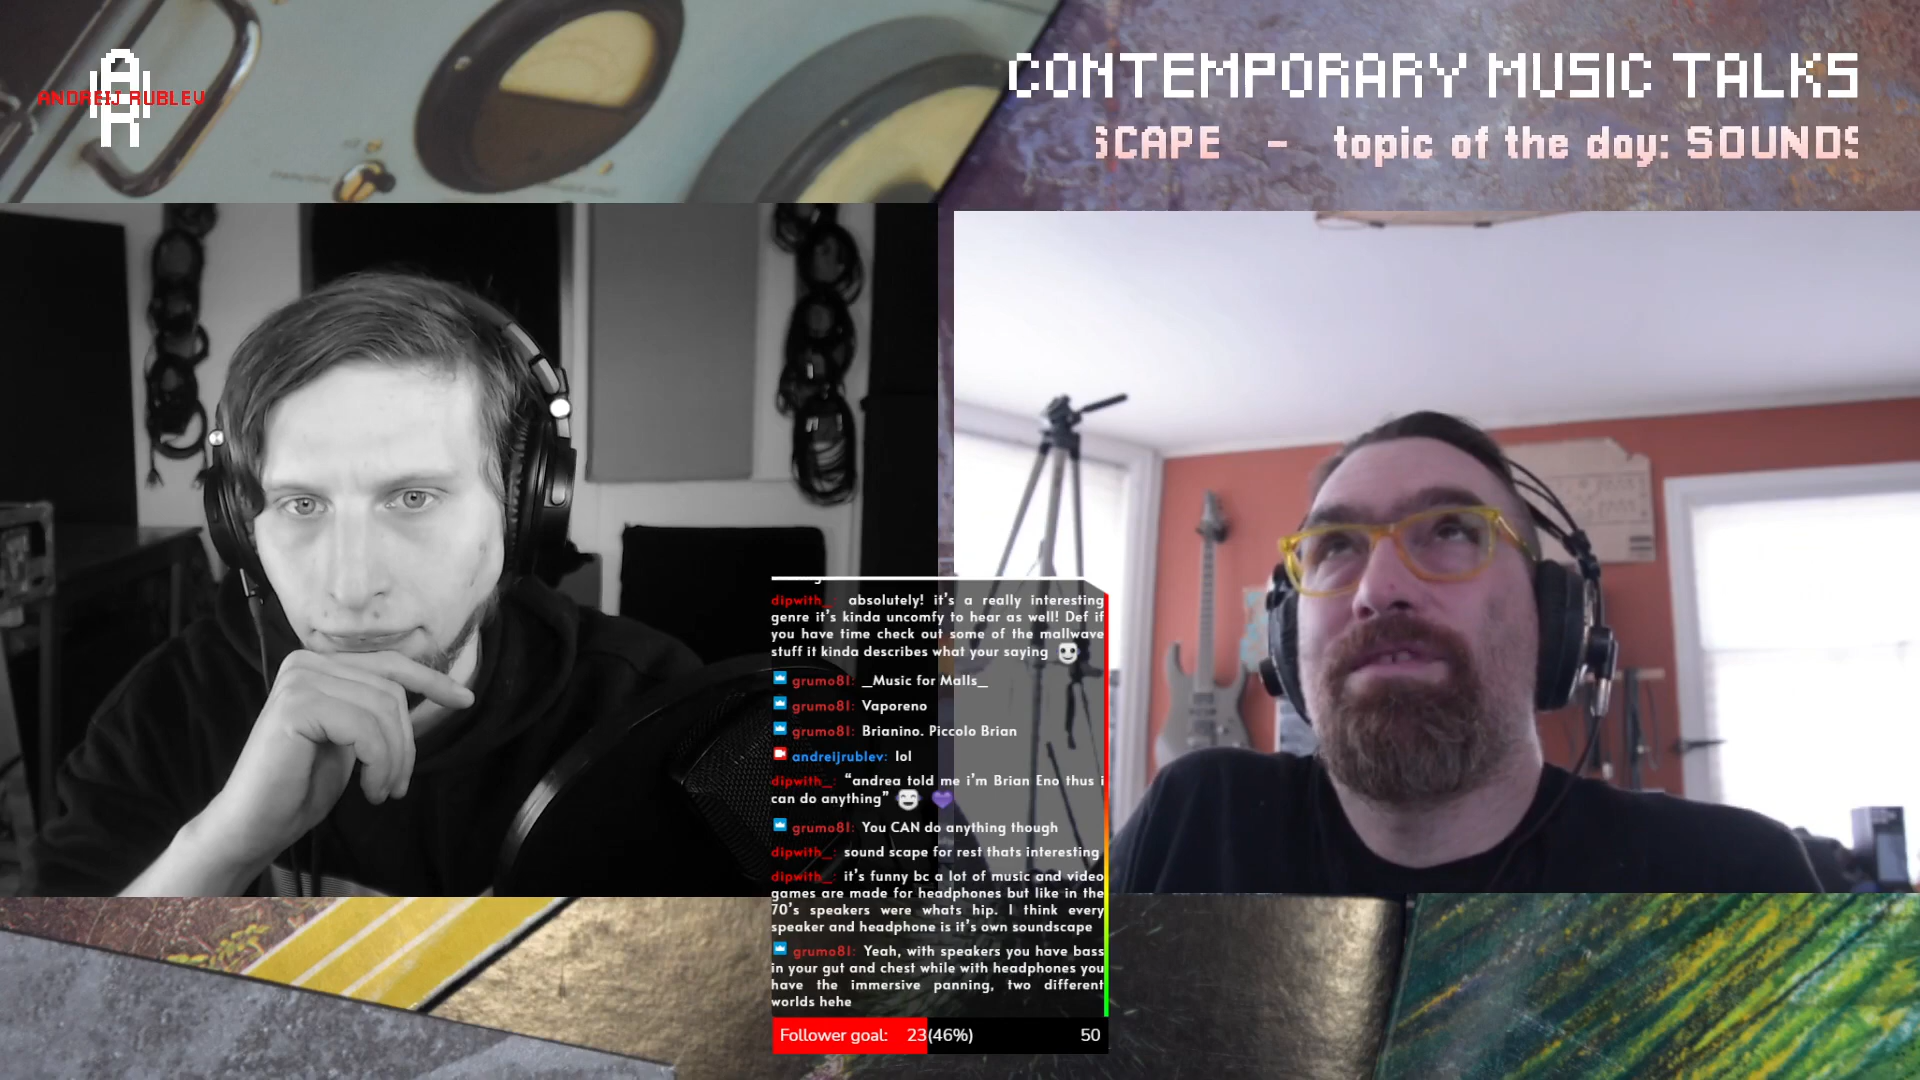 ANDREIJ RUBLEV
CONTEMPORARY MUSIC TALKS
SCAPE - topic of the day: SOUNDS
dipwith_: absolutely! it's a really interesting
genre it's kinda uncomfy to hear as well! Def if
you have time check out some of the mallwave
stuff it kinda describes what your saying
grumo81: _Music for Malls_
grumo81: Vaporeno
grumo81: Brianino. Piccolo Brian
andreijrublev: lol
dipwith_: “andrea told me i'm Brian Eno thus i
can do anything”
grumo81: You CAN do anything though
dipwith_: sound scape for rest thats interesting
dipwith_: it's funny bc a lot of music and video
games are made for headphones but like in the
70's speakers were whats hip. I think every
speaker and headphone is it's own soundscape
grumo81: Yeah, with speakers you have bass
in your gut and chest while with headphones you
have the immersive panning, two different
worlds hehe
Follower goal: 23(46%) 50